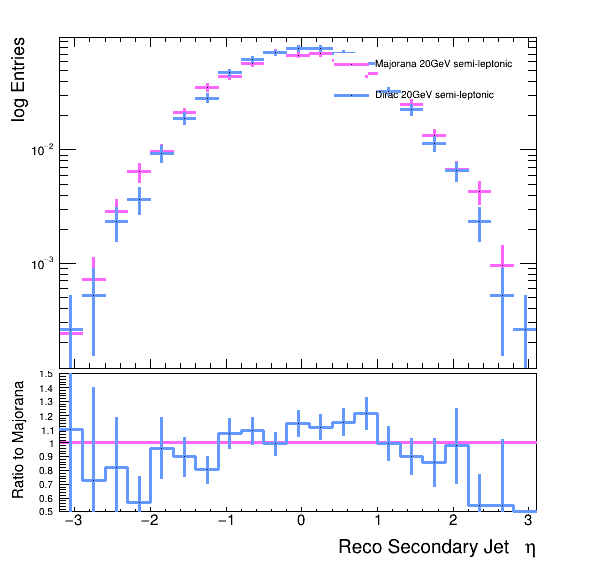 log Entries
Majorana 20GeV semi-leptonic
Dirac 20GeV semi-leptonic
10⁻²
10⁻³
Ratio to Majorana
1.5
1.4
1.3
1.2
1.1
1
0.9
0.8
0.7
0.6
0.5
−3 −2 −1 0 1 2 3
Reco Secondary Jet η